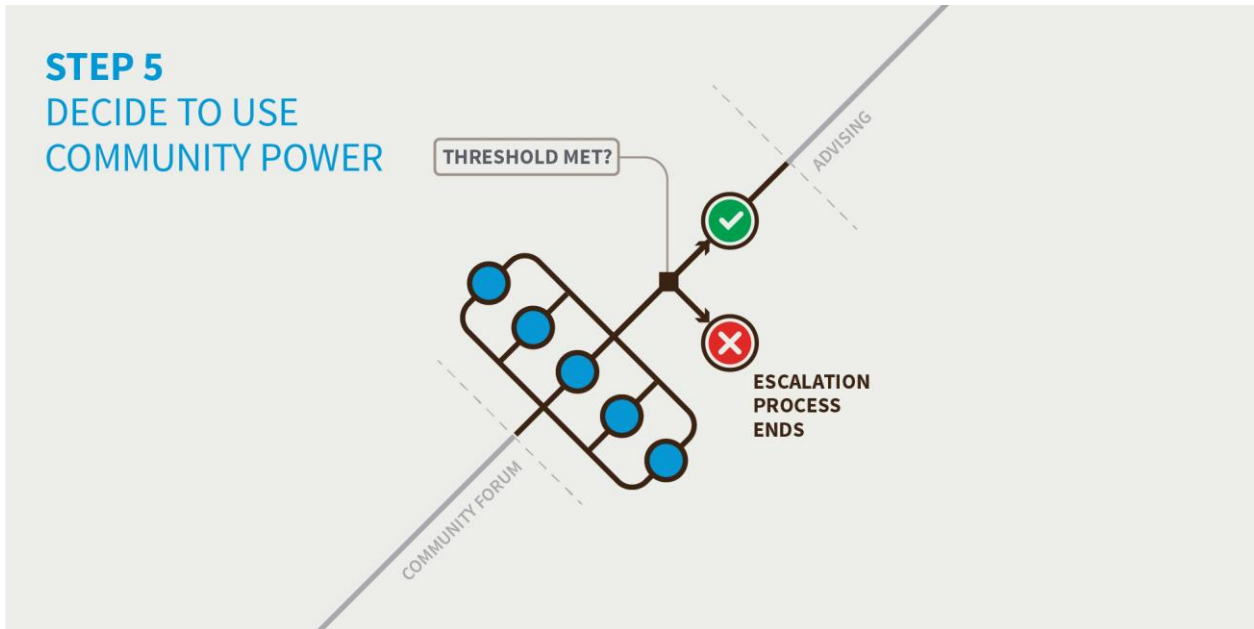 STEP 5
DECIDE TO USE
COMMUNITY POWER
THRESHOLD MET?
ADVISING
ESCALATION
PROCESS
ENDS
COMMUNITY FORUM